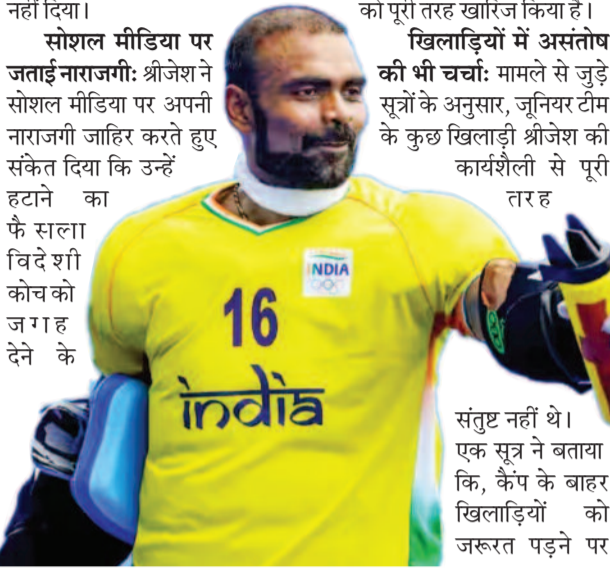 नहीं दिया।
सोशल मीडिया पर
जताई नाराजगी: श्रीजेश ने
सोशल मीडिया पर अपनी
नाराजगी जाहिर करते हुए
संकेत दिया कि उन्हें
हटाने का
फैसला
विदेशी
कोच को
जगह
देने के
को पूरी तरह खारिज किया है।
खिलाड़ियों में असंतोष
की भी चर्चा: मामले से जुड़े
सूत्रों के अनुसार, जूनियर टीम
के कुछ खिलाड़ी श्रीजेश की
कार्यशैली से पूरी
तरह
संतुष्ट नहीं थे।
एक सूत्र ने बताया
कि, कैंप के बाहर
खिलाड़ियों को
जरूरत पड़ने पर
INDIA
16
india